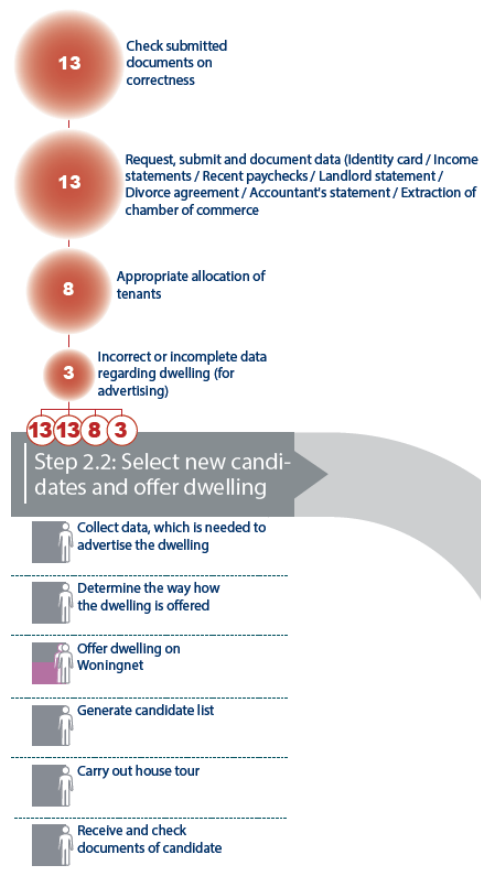 13
Check submitted
documents on
correctness
13
Request, submit and document data (Identity card / Income
statements / Recent paychecks / Landlord statement /
Divorce agreement / Accountant's statement / Extraction of
chamber of commerce
8
Appropriate allocation of
tenants
3
Incorrect or incomplete data
regarding dwelling (for
advertising)
13 13 8 3
Step 2.2: Select new candi-
dates and offer dwelling
Collect data, which is needed to
advertise the dwelling
Determine the way how
the dwelling is offered
Offer dwelling on
Woningnet
Generate candidate list
Carry out house tour
Receive and check
documents of candidate